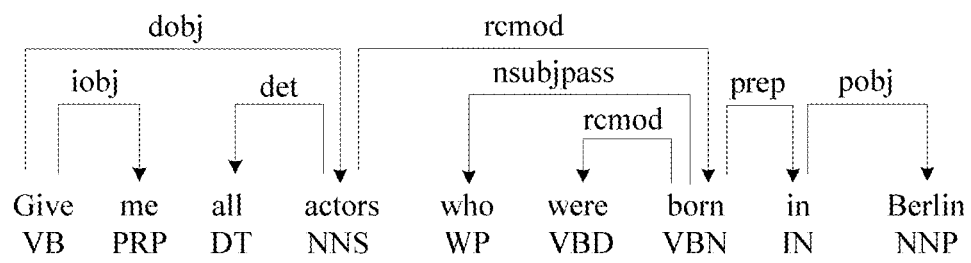 dobj rcmod
iobj det nsubjpass prep pobj
rcmod
Give me all actors who were born in Berlin
VB PRP DT NNS WP VBD VBN IN NNP